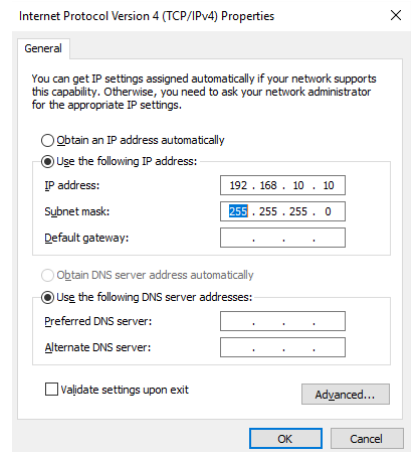 Internet Protocol Version 4 (TCP/IPv4) Properties
General
You can get IP settings assigned automatically if your network supports
this capability. Otherwise, you need to ask your network administrator
for the appropriate IP settings.
Obtain an IP address automatically
Use the following IP address:
IP address: 192 . 168 . 10 . 10
Subnet mask: 255 . 255 . 255 . 0
Default gateway: . . .
Obtain DNS server address automatically
Use the following DNS server addresses:
Preferred DNS server: . . .
Alternate DNS server: . . .
Validate settings upon exit
Advanced...
OK Cancel